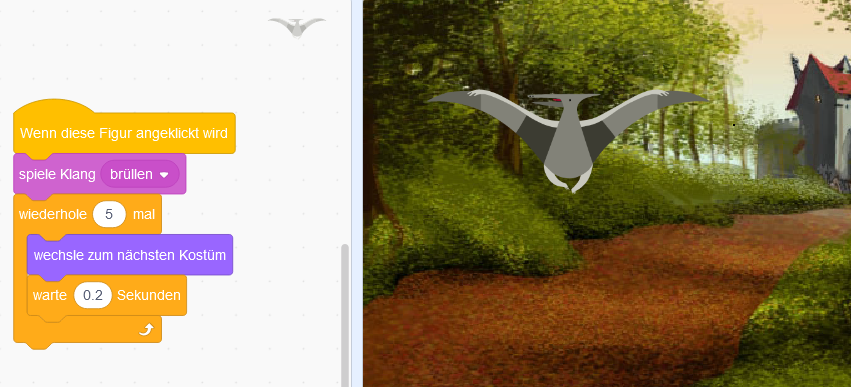 Wenn diese Figur angeklickt wird
spiele Klang brüllen
wiederhole 5 mal
wechsle zum nächsten Kostüm
warte 0.2 Sekunden